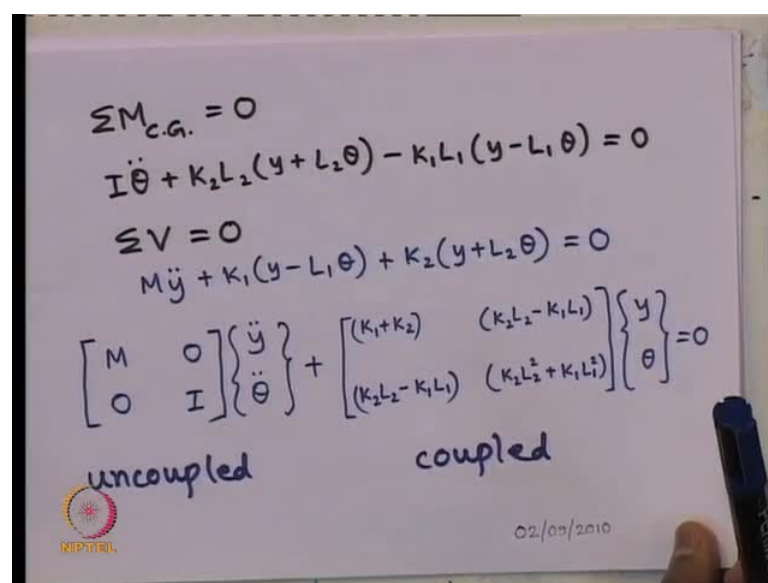 ΣM_C.G. = 0
Iθ̈ + K₂L₂(y + L₂θ) − K₁L₁(y − L₁θ) = 0
ΣV = 0
Mÿ + K₁(y − L₁θ) + K₂(y + L₂θ) = 0
[M 0; 0 I]{ÿ; θ̈} + [(K₁+K₂) (K₂L₂−K₁L₁); (K₂L₂−K₁L₁) (K₂L₂²+K₁L₁²)]{y; θ} = 0
uncoupled coupled
NPTEL
02/09/2010